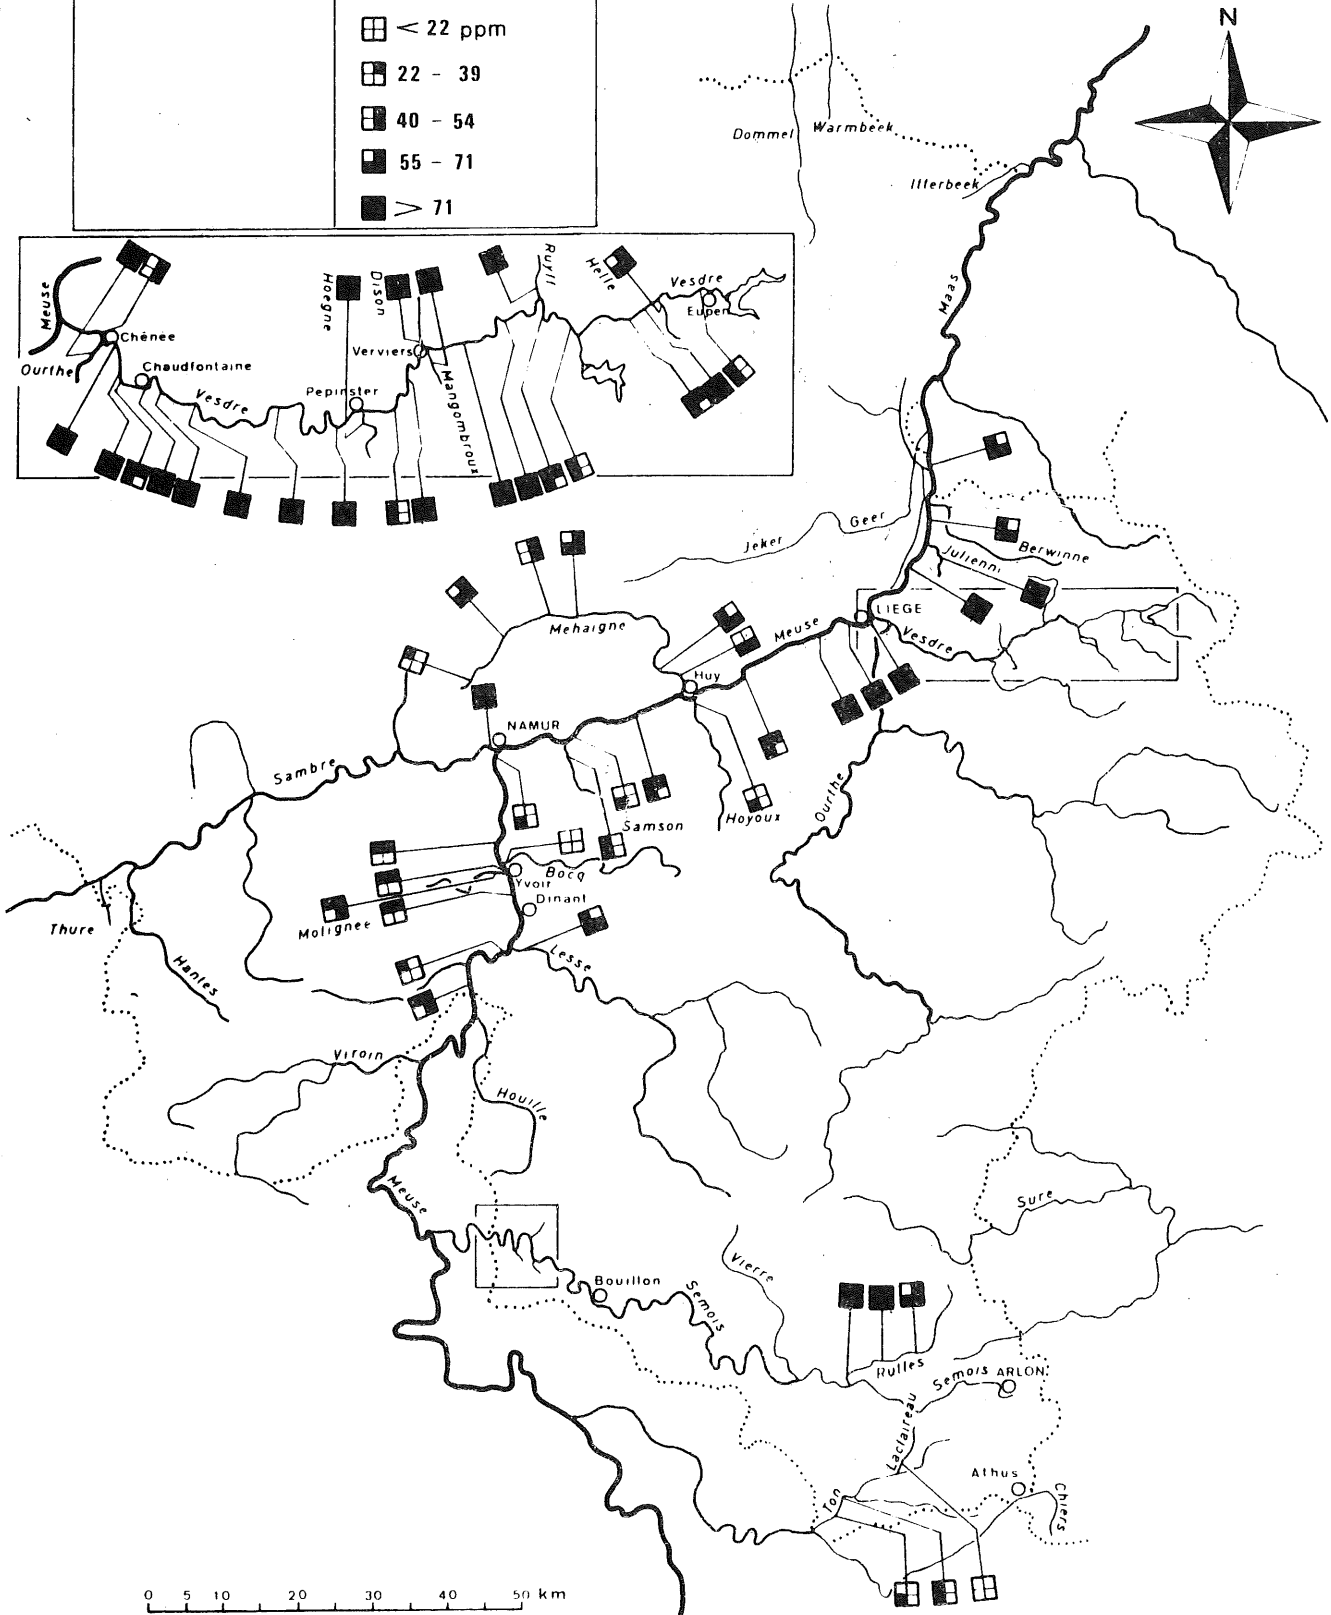 < 22 ppm
22 - 39
40 - 54
55 - 71
> 71
N
Dommel
Warmbeek
Itterbeek
Maas
Meuse
Ourthe
Chênée
Chaudfontaine
Vesdre
Pepinster
Hoegne
Dison
Verviers
Mangombroux
Ruyff
Helle
Vesdre
Eupen
Jeker
Geer
Berwinne
Julienne
LIEGE
Vesdre
Mehaigne
Meuse
Huy
NAMUR
Sambre
Samson
Hoyoux
Ourthe
Bocq
Yvoir
Dinant
Molignee
Thure
Hantes
Lesse
Viroin
Houille
Meuse
Sure
Vierre
Bouillon
Semois
Rulles
Semois
ARLON
Laclaireau
Athus
Ton
Chiers
0 5 10 20 30 40 50 km